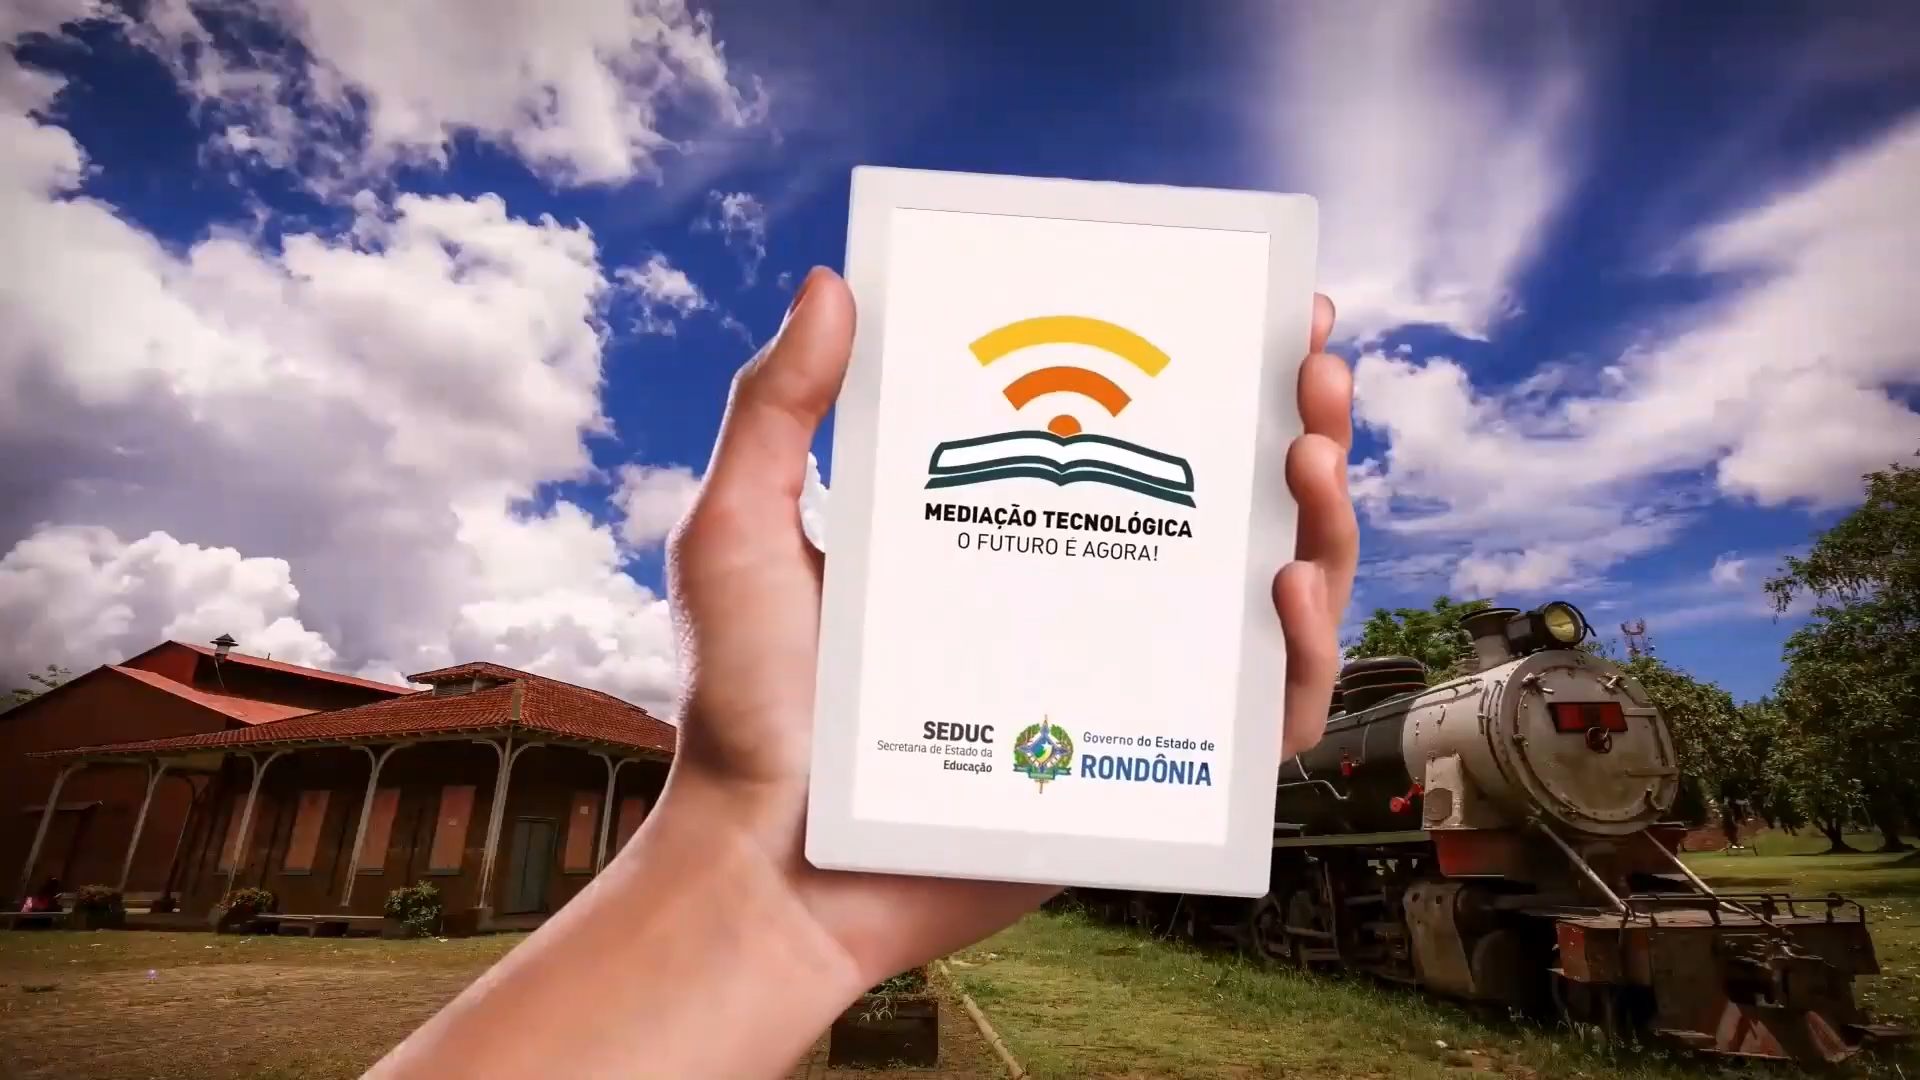 MEDIAÇÃO TECNOLÓGICA
O FUTURO É AGORA!
SEDUC
Secretaria de Estado da
Educação
Governo do Estado de
RONDÔNIA